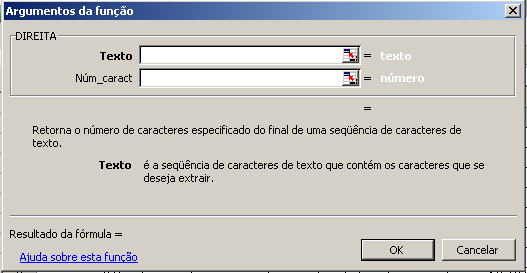 Argumentos da função
DIREITA
Texto = texto
Núm_caract = número
=
Retorna o número de caracteres especificado do final de uma seqüência de caracteres de
texto.
Texto é a seqüência de caracteres de texto que contém os caracteres que se
deseja extrair.
Resultado da fórmula =
Ajuda sobre esta função
OK Cancelar